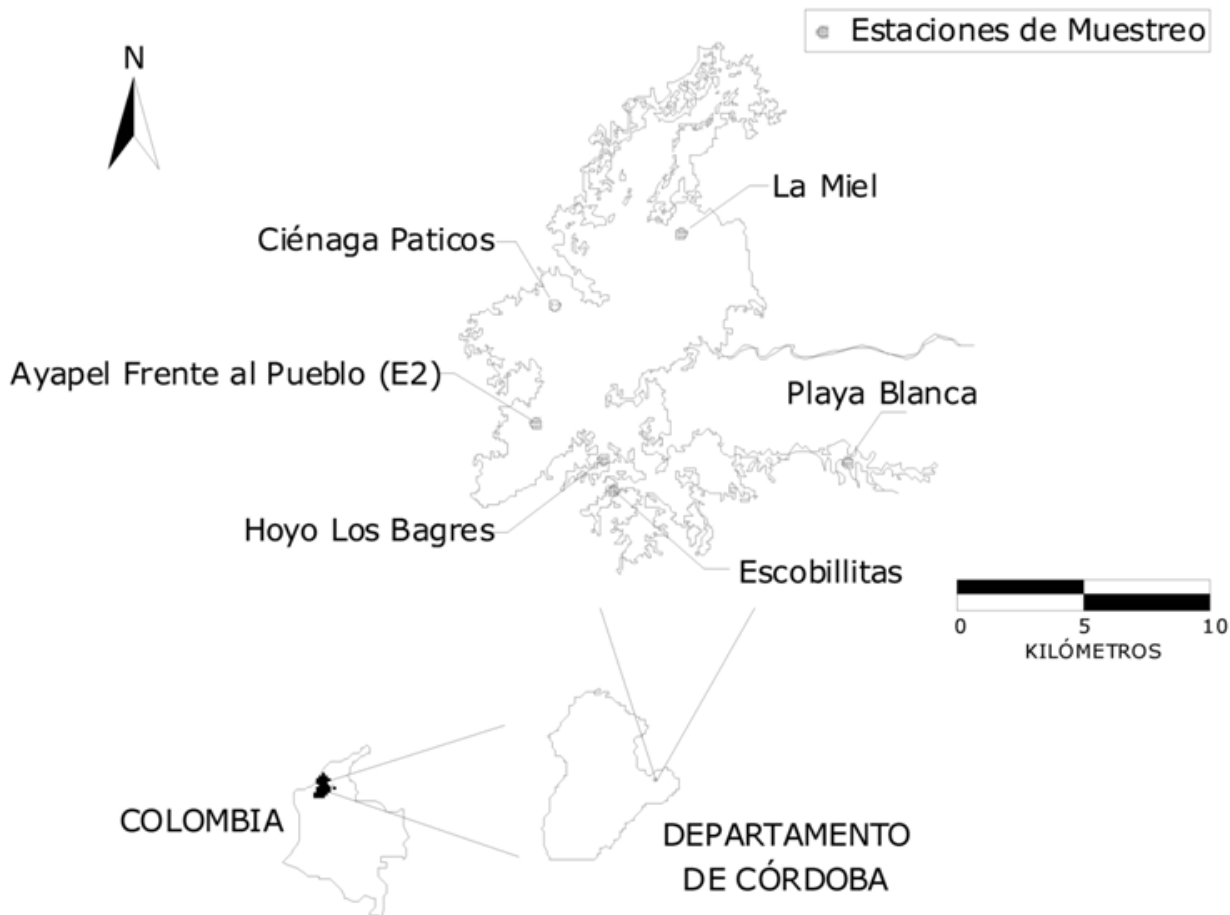 Estaciones de Muestreo
N
La Miel
Ciénaga Paticos
Ayapel Frente al Pueblo (E2)
Playa Blanca
Hoyo Los Bagres
Escobillitas
0 5 10
KILÓMETROS
COLOMBIA
DEPARTAMENTO
DE CÓRDOBA